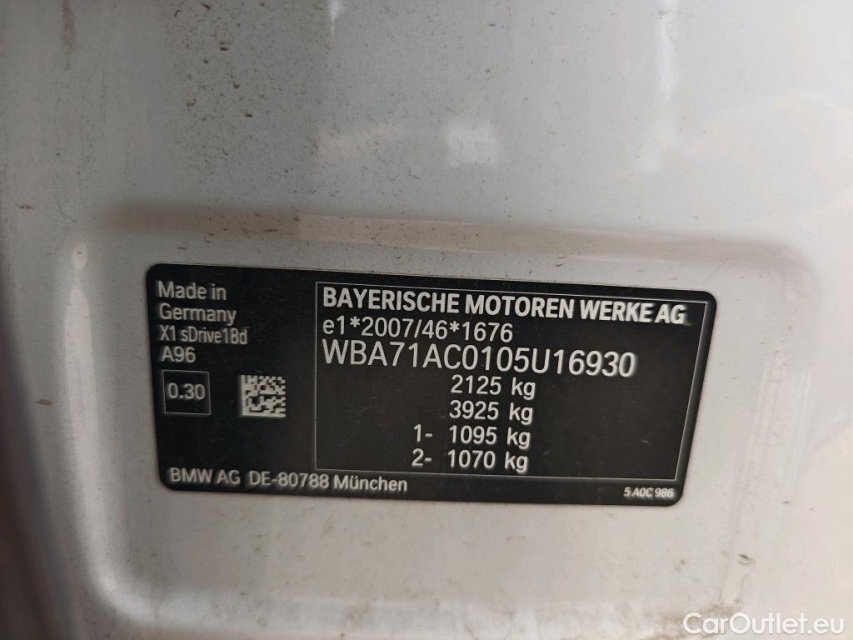 Made in
Germany
X1 sDrive18d
A96
0.30
BAYERISCHE MOTOREN WERKE AG
e1*2007/46*1676
WBA71AC0105U16930
2125 kg
3925 kg
1- 1095 kg
2- 1070 kg
BMW AG DE-80788 München
5 A0C 986
CarOutlet.eu